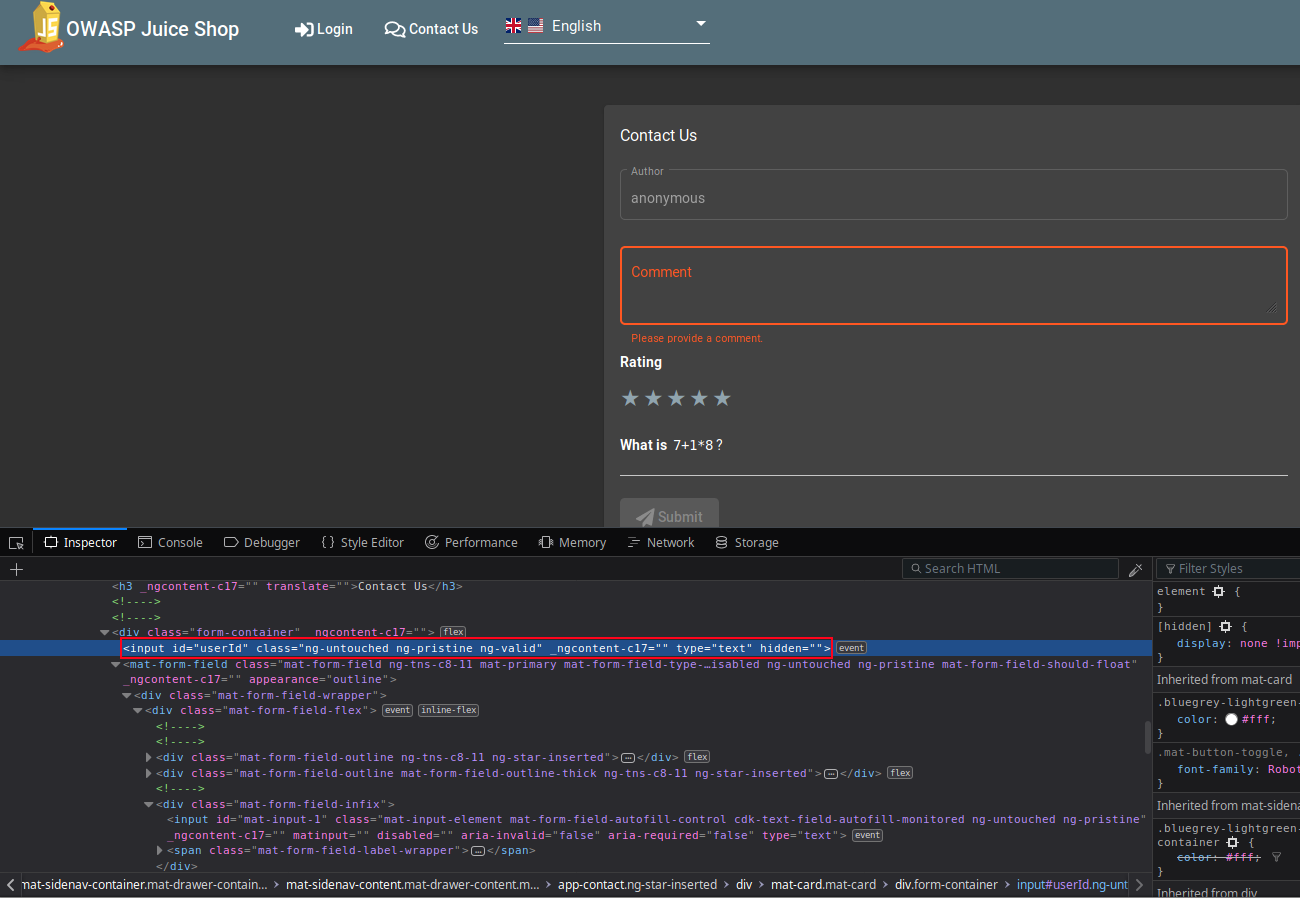 OWASP Juice Shop
Login
Contact Us
English
Contact Us
Author
anonymous
Comment
Please provide a comment.
Rating
What is 7+1*8?
Submit
Inspector
Console
Debugger
{ } Style Editor
Performance
Memory
Network
Storage
+
Search HTML
Filter Styles
<h3 _ngcontent-c17="" translate="">Contact Us</h3>
<!---->
<!---->
<div class="form-container" _ngcontent-c17=""> flex
<input id="userId" class="ng-untouched ng-pristine ng-valid" _ngcontent-c17="" type="text" hidden=""> event
<mat-form-field class="mat-form-field ng-tns-c8-11 mat-primary mat-form-field-type-…isabled ng-untouched ng-pristine mat-form-field-should-float"
_ngcontent-c17="" appearance="outline">
<div class="mat-form-field-wrapper">
<div class="mat-form-field-flex"> event inline-flex
<!---->
<!---->
<div class="mat-form-field-outline ng-tns-c8-11 ng-star-inserted">…</div> flex
<div class="mat-form-field-outline mat-form-field-outline-thick ng-tns-c8-11 ng-star-inserted">…</div> flex
<!---->
<div class="mat-form-field-infix">
<input id="mat-input-1" class="mat-input-element mat-form-field-autofill-control cdk-text-field-autofill-monitored ng-untouched ng-pristine"
_ngcontent-c17="" matinput="" disabled="" aria-invalid="false" aria-required="false" type="text"> event
<span class="mat-form-field-label-wrapper">…</span>
</div>
element {
}
[hidden] {
display: none !imp
}
Inherited from mat-card
.bluegrey-lightgreen-
color: #fff;
}
.mat-button-toggle,
font-family: Robot
}
Inherited from mat-sidena
.bluegrey-lightgreen-
container {
color: #fff;
}
Inherited from div
mat-sidenav-container.mat-drawer-contain... > mat-sidenav-content.mat-drawer-content.m... > app-contact.ng-star-inserted > div > mat-card.mat-card > div.form-container > input#userId.ng-unt